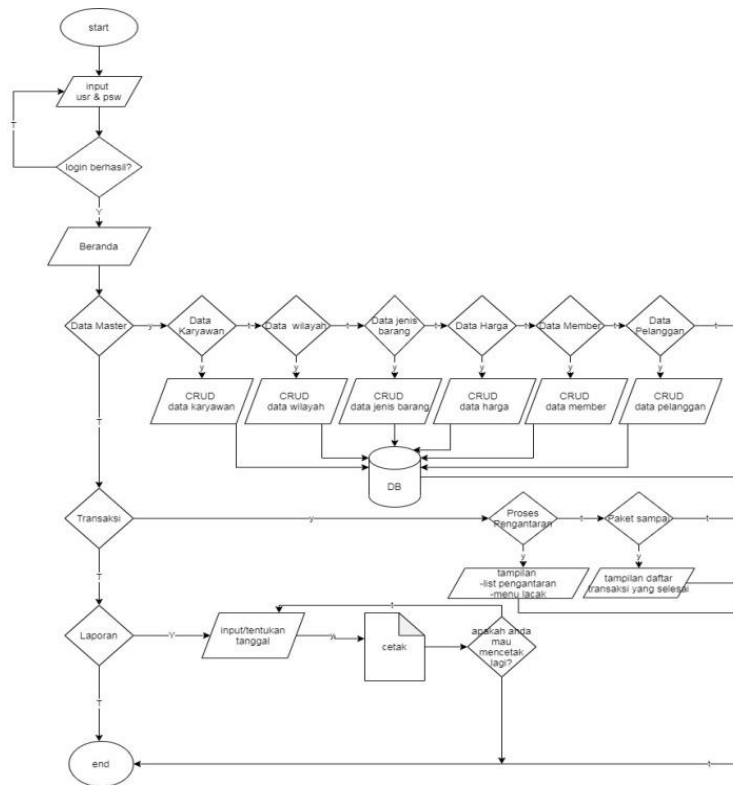 start
input
usr & psw
T
login berhasil?
Y
Beranda
Data Master
y
Data
Karyawan
t
Data wilayah
t
Data jenis
barang
t
Data Harga
t
Data Member
t
Data
Pelanggan
t
y
y
y
y
y
y
CRUD
data karyawan
CRUD
data wilayah
CRUD
data jenis barang
CRUD
data harga
CRUD
data member
CRUD
data pelanggan
T
DB
Transaksi
y
Proses
Pengantaran
t
Paket sampai
t
y
y
T
tampilan
-list pengantaran
-menu lacak
tampilan daftar
transaksi yang selesai
t
Laporan
Y
input/tentukan
tanggal
y
cetak
apakah anda
mau
mencetak
lagi?
T
end
t